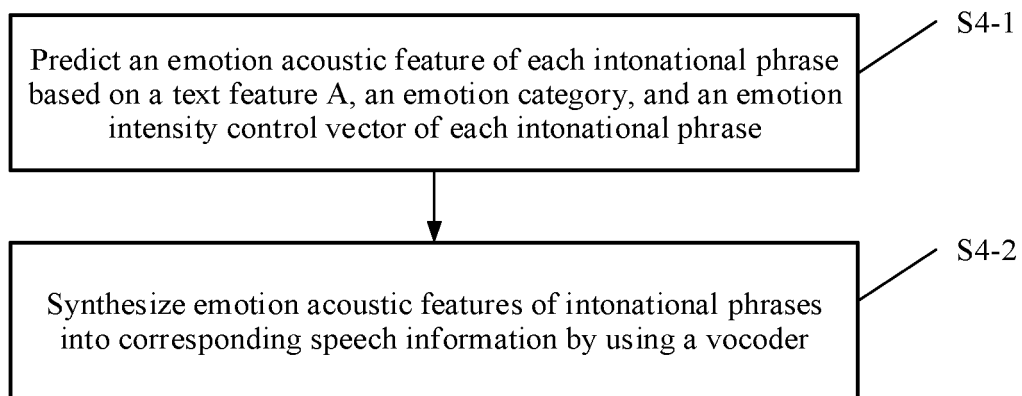 S4-1
Predict an emotion acoustic feature of each intonational phrase
based on a text feature A, an emotion category, and an emotion
intensity control vector of each intonational phrase
S4-2
Synthesize emotion acoustic features of intonational phrases
into corresponding speech information by using a vocoder